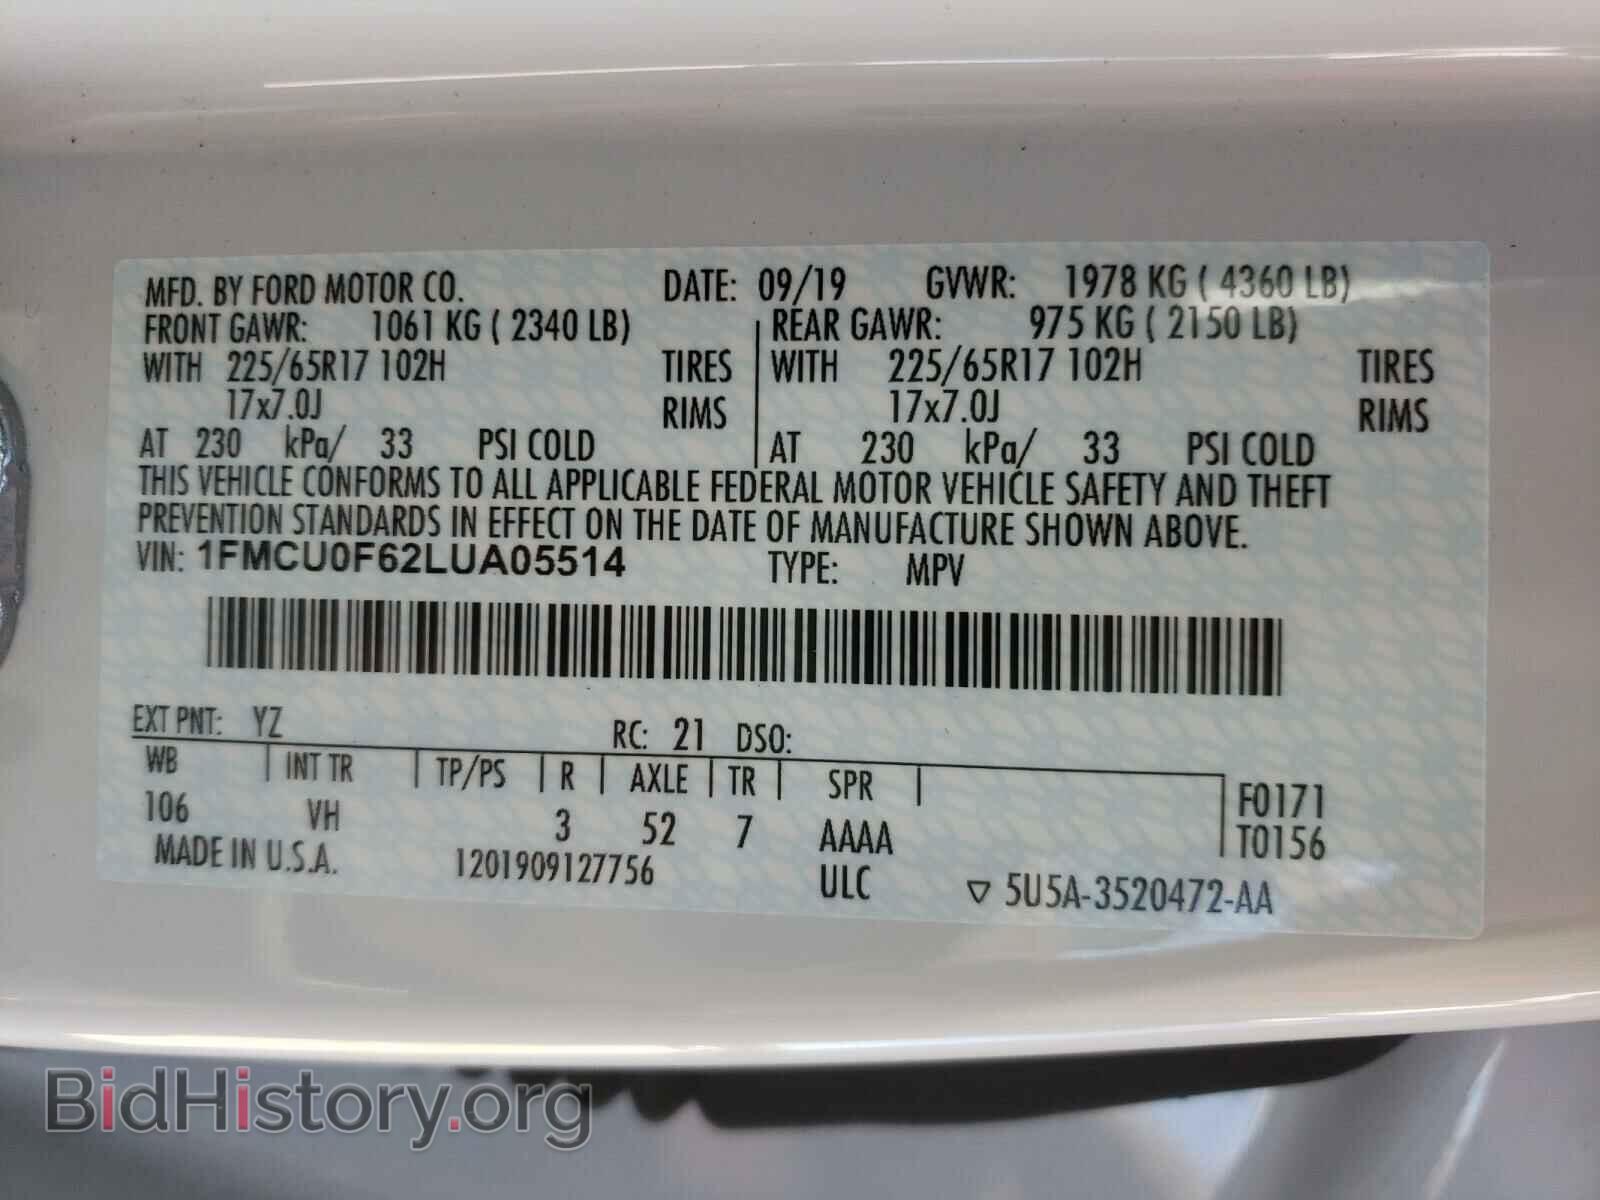 MFD. BY FORD MOTOR CO. DATE: 09/19 GVWR: 1978 KG ( 4360 LB)
FRONT GAWR: 1061 KG ( 2340 LB) REAR GAWR: 975 KG ( 2150 LB)
WITH 225/65R17 102H TIRES WITH 225/65R17 102H TIRES
17x7.0J RIMS 17x7.0J RIMS
AT 230 kPa/ 33 PSI COLD AT 230 kPa/ 33 PSI COLD
THIS VEHICLE CONFORMS TO ALL APPLICABLE FEDERAL MOTOR VEHICLE SAFETY AND THEFT
PREVENTION STANDARDS IN EFFECT ON THE DATE OF MANUFACTURE SHOWN ABOVE.
VIN: 1FMCU0F62LUA05514 TYPE: MPV
EXT PNT: YZ RC: 21 DSO:
WB INT TR TP/PS R AXLE TR SPR F0171
106 VH 3 52 7 AAAA T0156
MADE IN U.S.A. 1201909127756 ULC ▽ 5U5A-3520472-AA
BidHistory.org